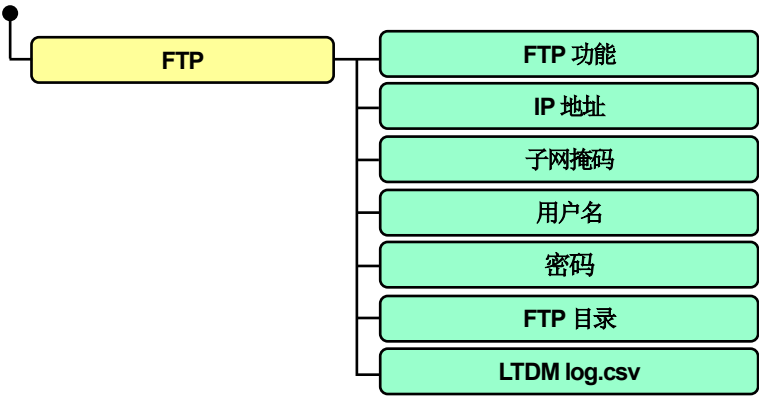 FTP
FTP 功能
IP 地址
子网掩码
用户名
密码
FTP 目录
LTDM log.csv